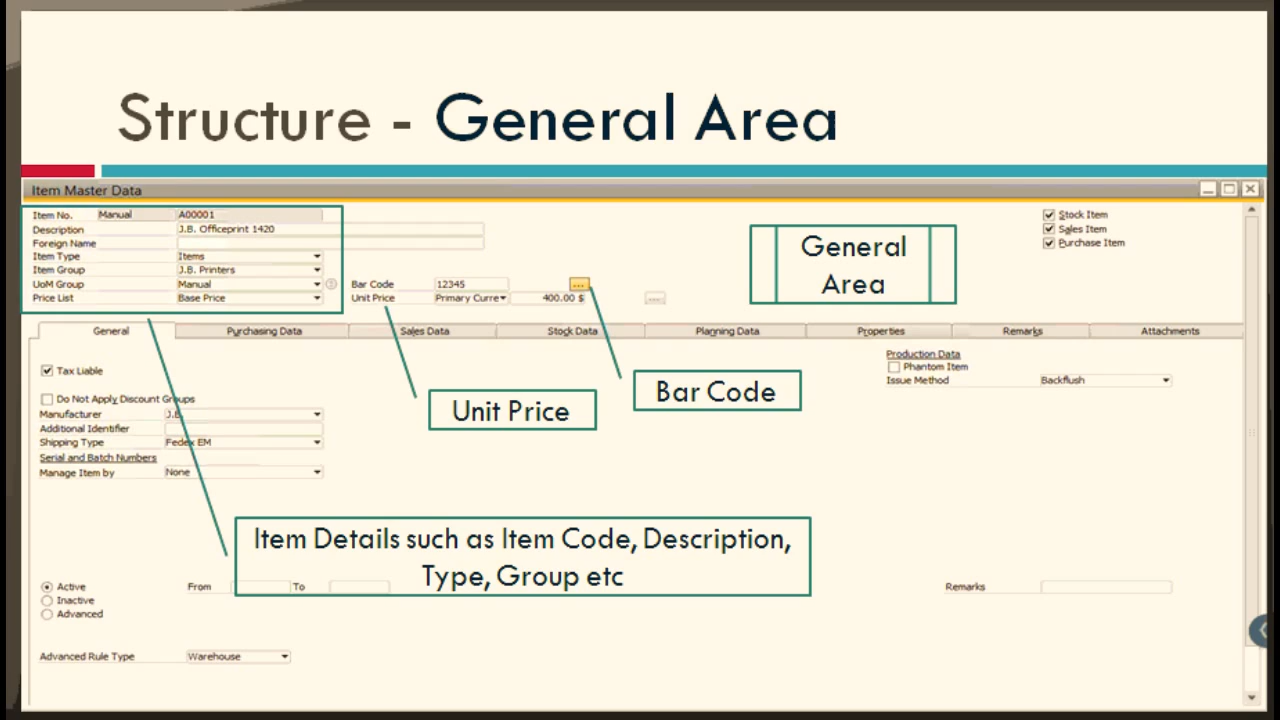 Structure - General Area
Item Master Data
Item No. Manual A00001
Description J.B. Officeprint 1420
Foreign Name
Item Type Items
Item Group J.B. Printers
UoM Group Manual
Price List Base Price
Bar Code 12345 ...
Unit Price Primary Curre 400.00 $ ...
Stock Item
Sales Item
Purchase Item
General
Area
General Purchasing Data Sales Data Stock Data Planning Data Properties Remarks Attachments
Tax Liable
Do Not Apply Discount Groups
Manufacturer J.B.
Additional Identifier
Shipping Type Fedex EM
Serial and Batch Numbers
Manage Item by None
Production Data
Phantom Item
Issue Method Backflush
Unit Price
Bar Code
Item Details such as Item Code, Description,
Type, Group etc
Active From To Remarks
Inactive
Advanced
Advanced Rule Type Warehouse